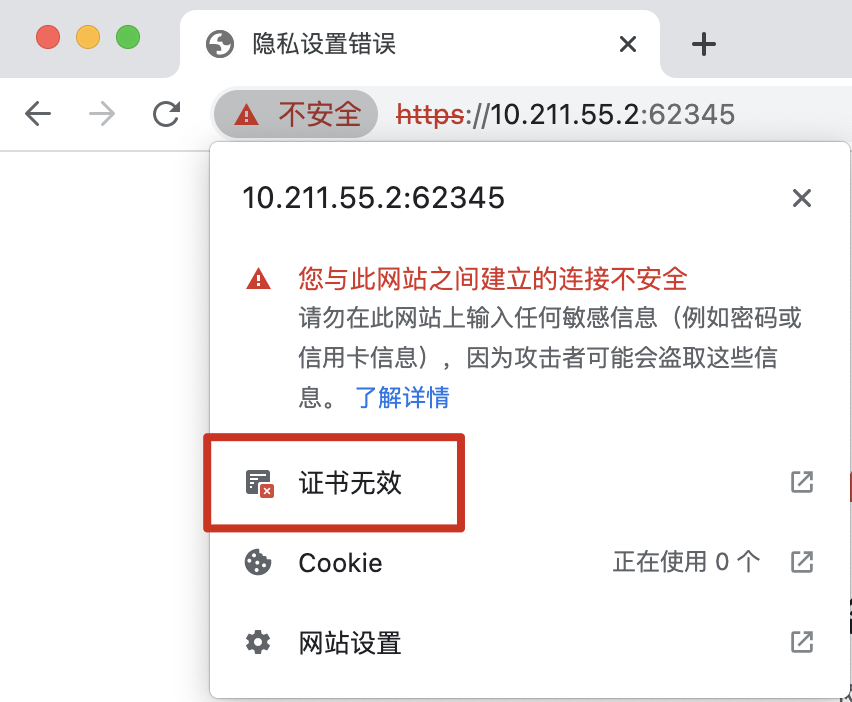 隐私设置错误
不安全 https://10.211.55.2:62345
10.211.55.2:62345
您与此网站之间建立的连接不安全
请勿在此网站上输入任何敏感信息（例如密码或
信用卡信息），因为攻击者可能会盗取这些信
息。 了解详情
证书无效
Cookie 正在使用 0 个
网站设置